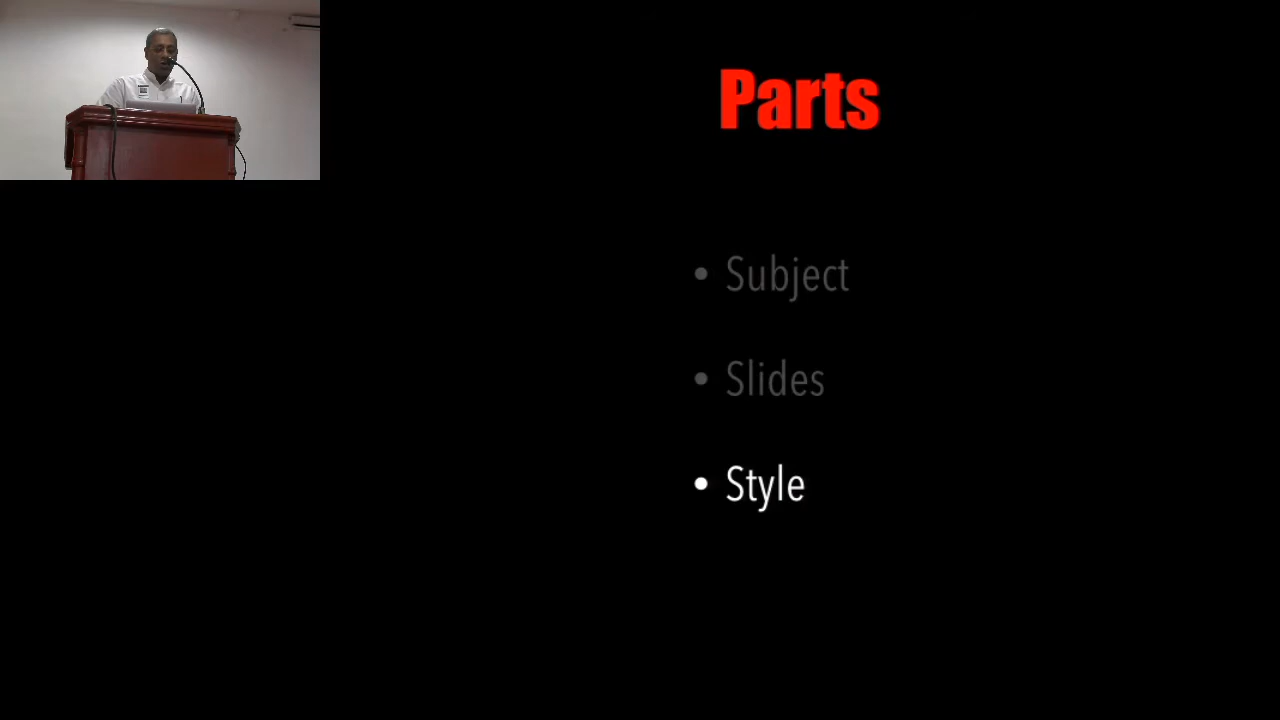 Parts
• Subject
• Slides
• Style